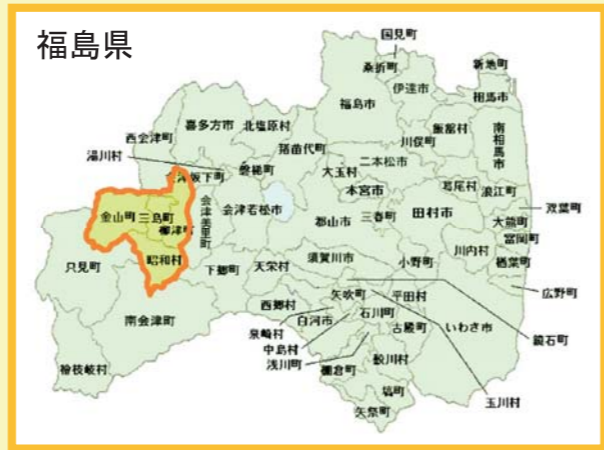 福島県
国見町
桑折町
新地町
伊達市
相馬市
福島市
喜多方市
北塩原村
西会津町
飯舘村
南相馬市
川俣町
猪苗代町
湯川村
磐梯町
二本松市
大玉村
会津坂下町
本宮市
葛尾村
浪江町
双葉町
金山町
三島町
柳津町
会津美里町
会津若松市
郡山市
三春町
田村市
大熊町
富岡町
川内村
楢葉町
只見町
昭和村
下郷町
天栄村
須賀川市
小野町
広野町
南会津町
西郷村
矢吹町
平田村
泉崎村
白河市
石川町
古殿町
いわき市
鏡石町
中島村
浅川町
鮫川村
檜枝岐村
棚倉町
塙町
玉川村
矢祭町